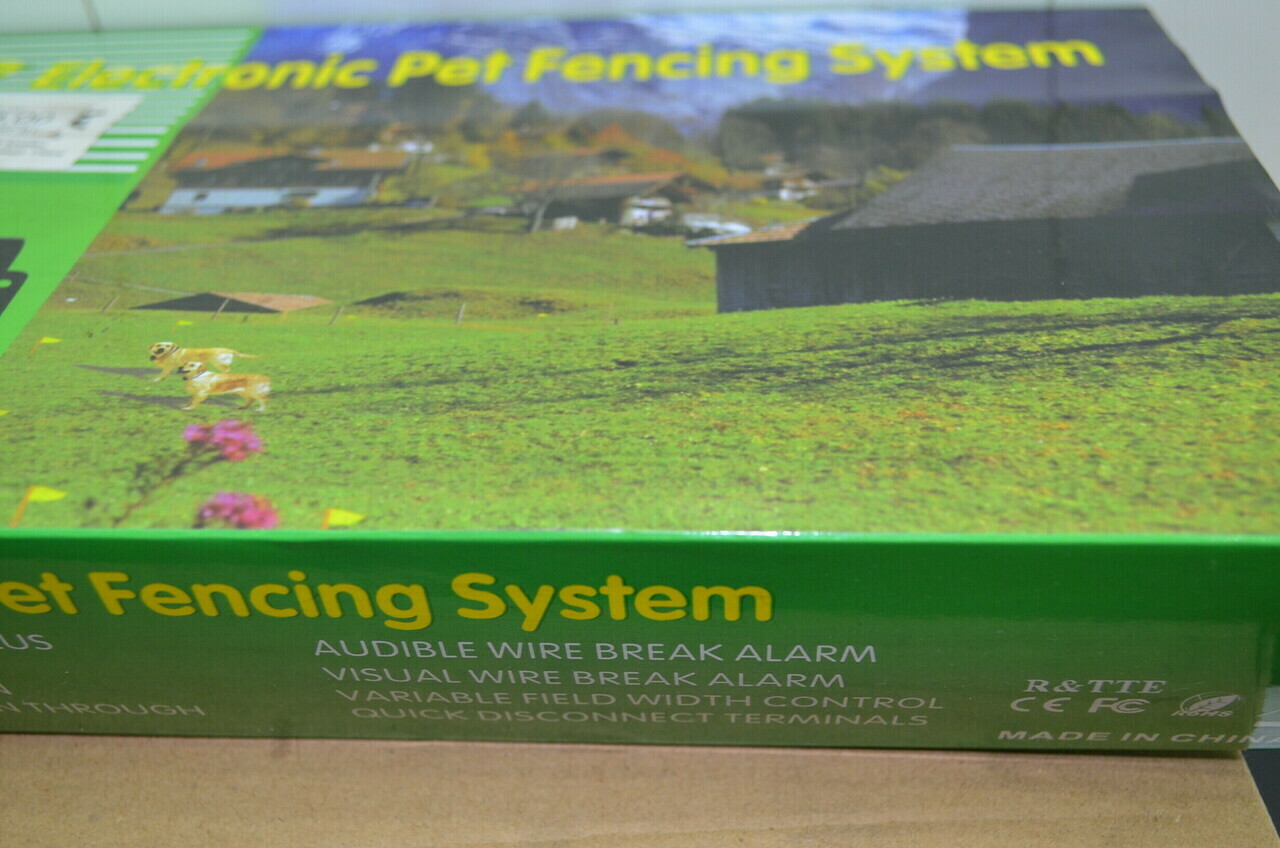 Electronic Pet Fencing System
et Fencing System
US
AUDIBLE WIRE BREAK ALARM
VISUAL WIRE BREAK ALARM
VARIABLE FIELD WIDTH CONTROL
N THROUGH
QUICK DISCONNECT TERMINALS
R&TTE
CE FC
RoHS
MADE IN CHINA